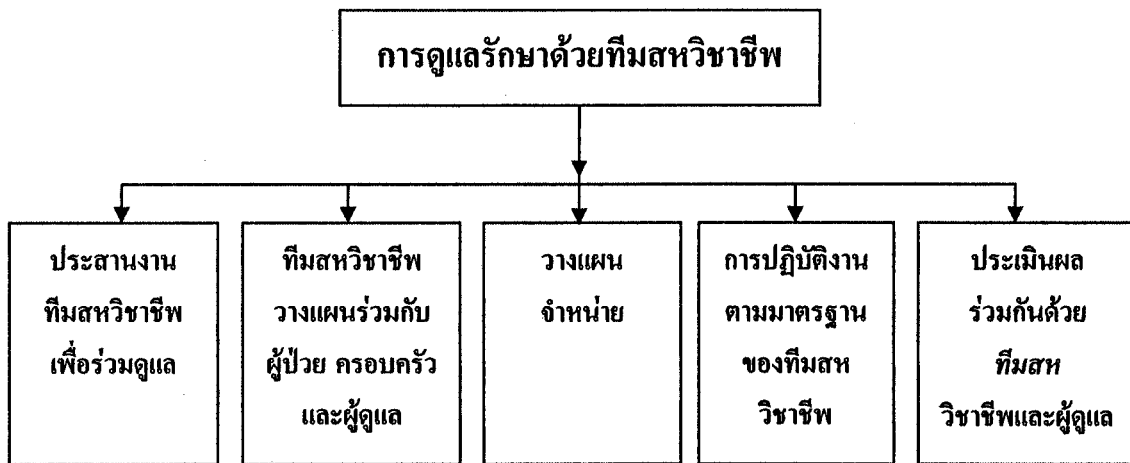 การดูแลรักษาด้วยทีมสหวิชาชีพ
ประสานงาน
ทีมสหวิชาชีพ
เพื่อร่วมดูแล
ทีมสหวิชาชีพ
วางแผนร่วมกับ
ผู้ป่วย ครอบครัว
และผู้ดูแล
วางแผน
จำหน่าย
การปฏิบัติงาน
ตามมาตรฐาน
ของทีมสห
วิชาชีพ
ประเมินผล
ร่วมกันด้วย
ทีมสห
วิชาชีพและผู้ดูแล